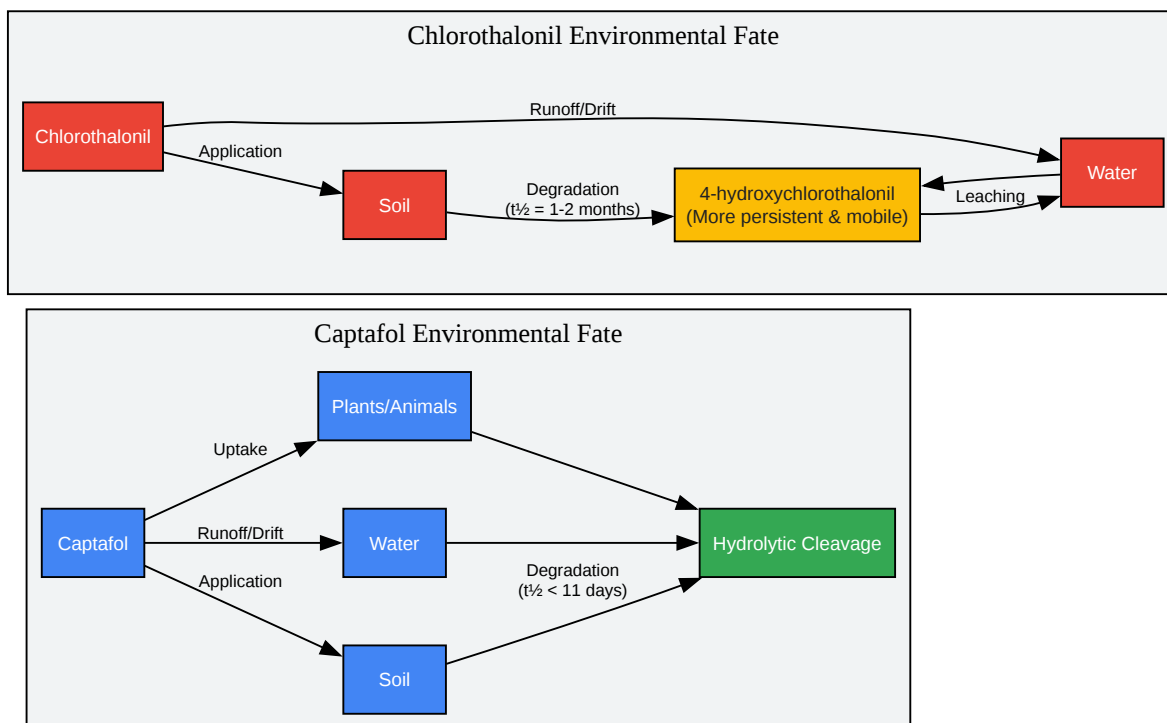 Chlorothalonil Environmental Fate
Runoff/Drift
Chlorothalonil
Application
Soil
Degradation
(t½ = 1-2 months)
4-hydroxychlorothalonil
(More persistent & mobile)
Leaching
Water
Captafol Environmental Fate
Plants/Animals
Uptake
Captafol
Runoff/Drift
Water
Hydrolytic Cleavage
Application
Degradation
(t½ < 11 days)
Soil